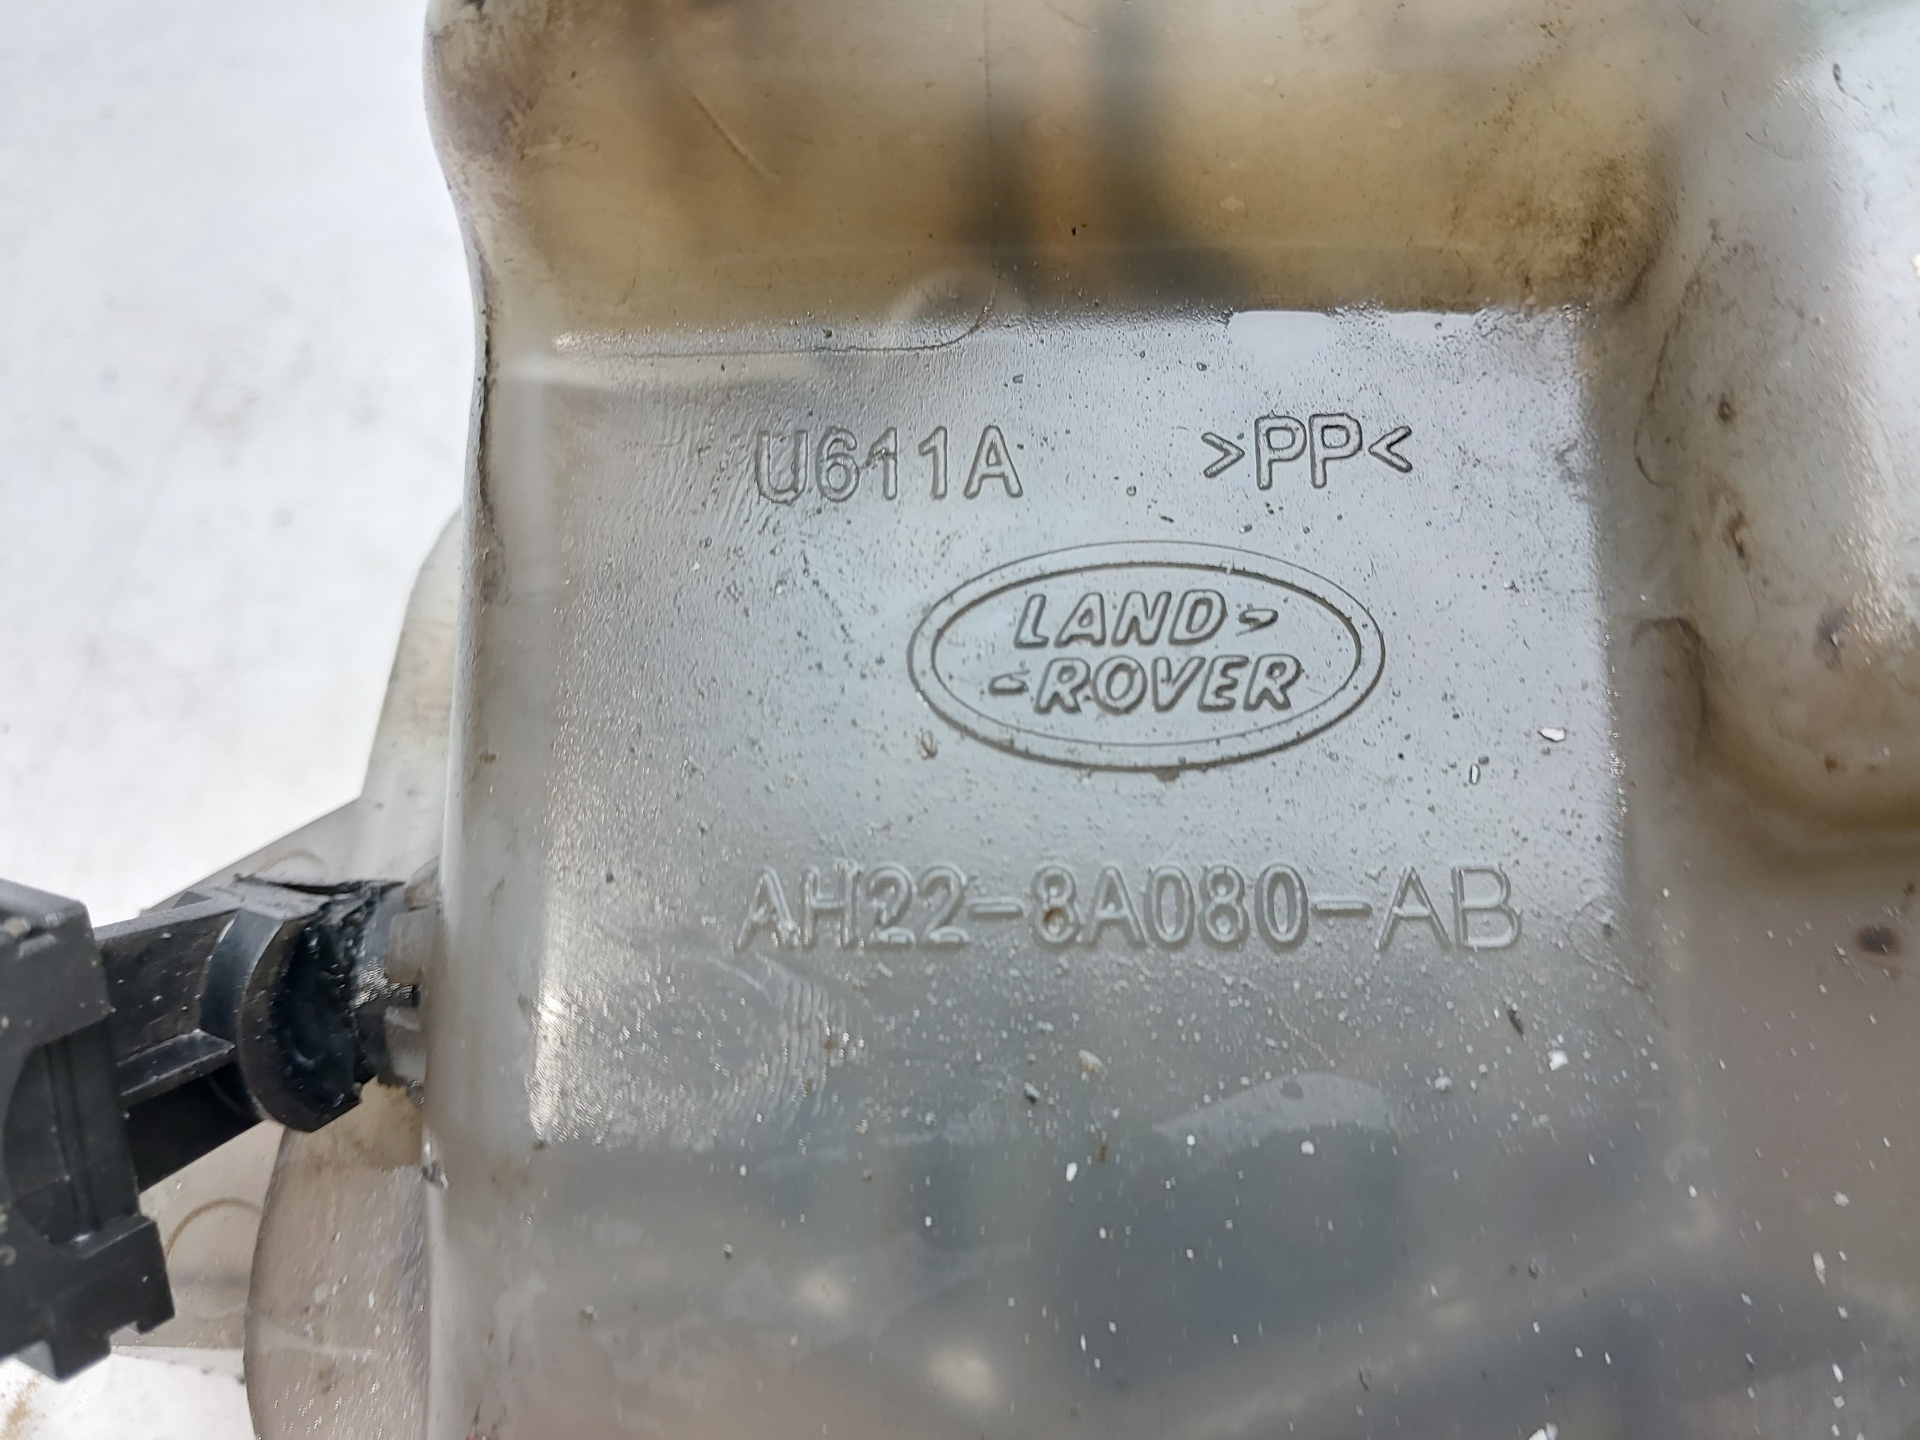 U611A >PP<
LAND-
-ROVER
AH22-8A080-AB